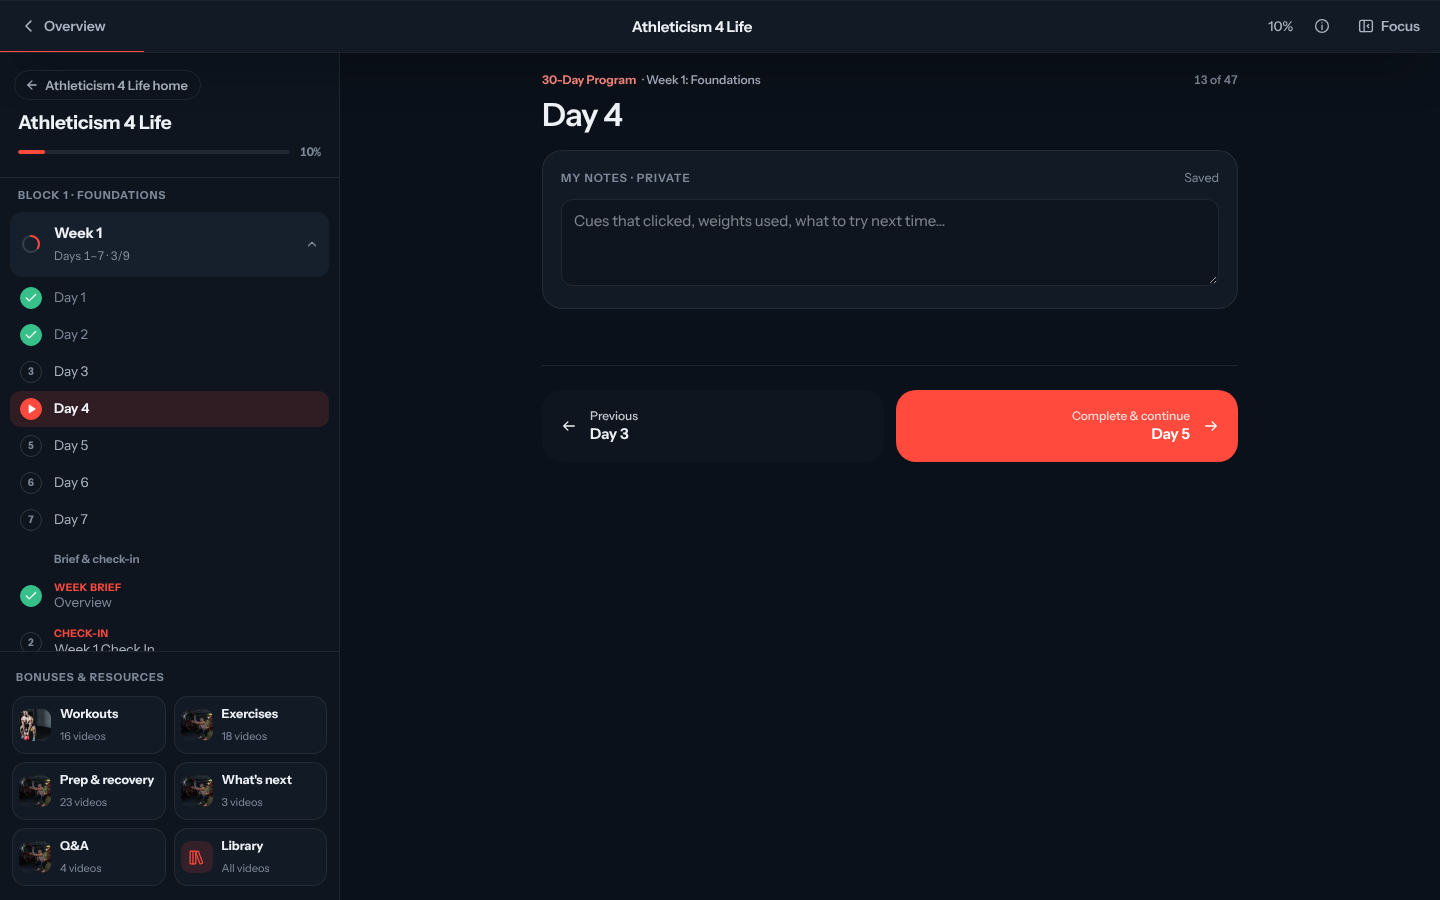 Overview
Athleticism 4 Life
10%
Focus
Athleticism 4 Life home
Athleticism 4 Life
10%
BLOCK 1 · FOUNDATIONS
Week 1
Days 1–7 · 3/9
Day 1
Day 2
3 Day 3
Day 4
5 Day 5
6 Day 6
7 Day 7
Brief & check-in
WEEK BRIEF
Overview
CHECK-IN
2 Week 1 Check In
BONUSES & RESOURCES
Workouts
16 videos
Exercises
18 videos
Prep & recovery
23 videos
What's next
3 videos
Q&A
4 videos
Library
All videos
30-Day Program · Week 1: Foundations
13 of 47
Day 4
MY NOTES · PRIVATE
Saved
Cues that clicked, weights used, what to try next time...
Previous
Day 3
Complete & continue
Day 5